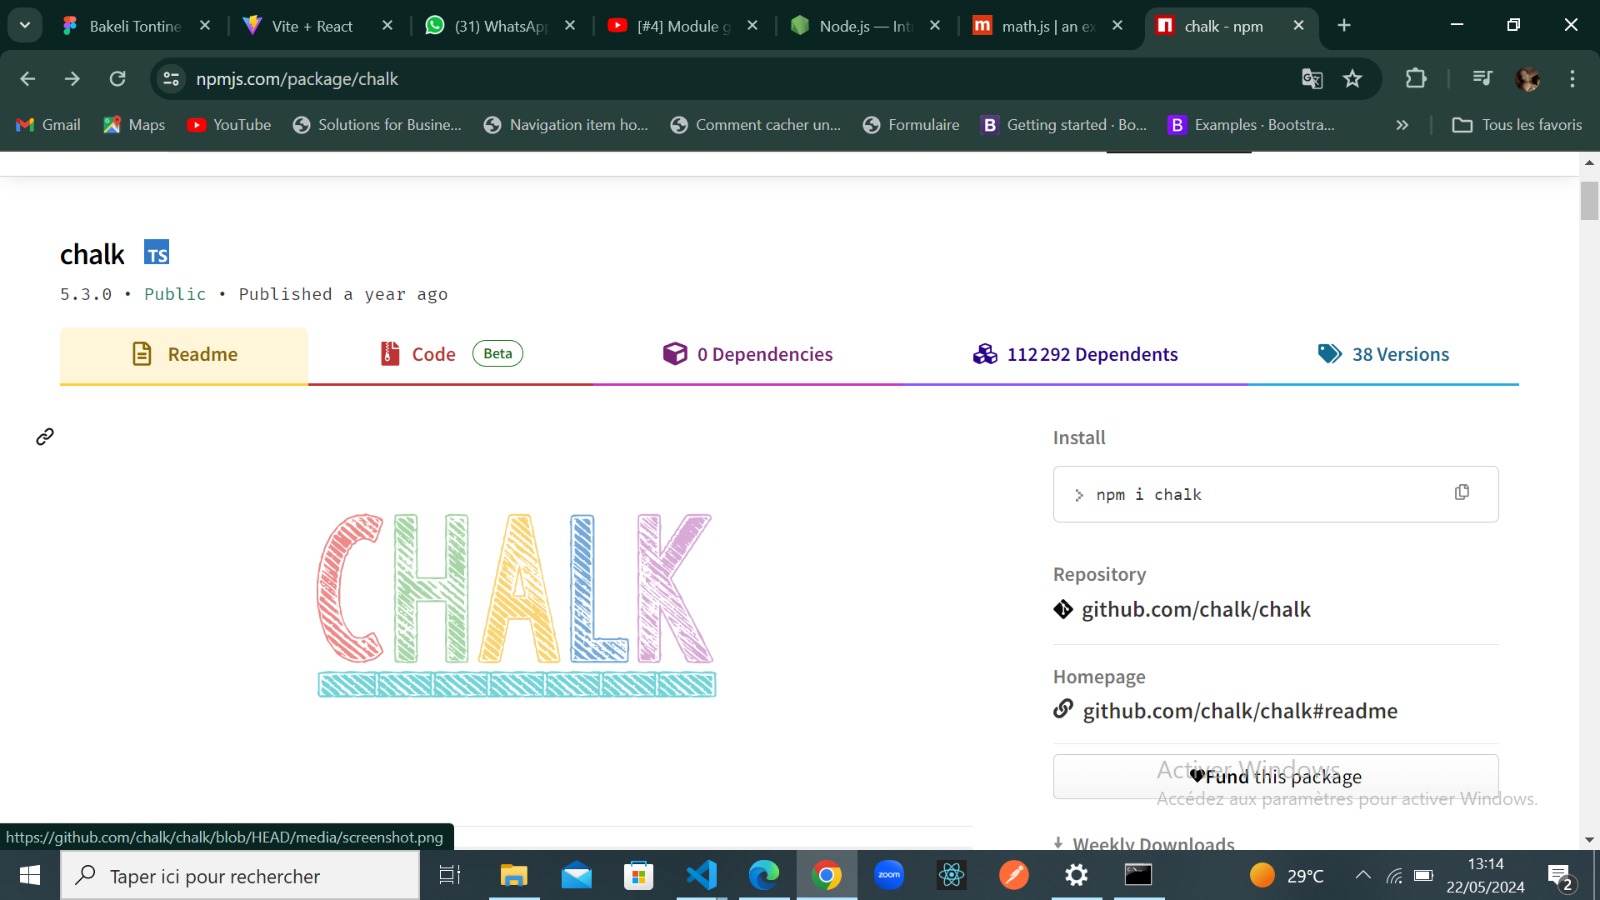 Bakeli Tontine
Vite + React
(31) WhatsAp
[#4] Module g
Node.js — Int
math.js | an ex
chalk - npm
npmjs.com/package/chalk
Gmail
Maps
YouTube
Solutions for Busine...
Navigation item ho...
Comment cacher un...
Formulaire
B
Getting started · Bo...
B
Examples · Bootstra...
Tous les favoris
chalk TS
5.3.0 • Public • Published a year ago
Readme
Code
Beta
0 Dependencies
112 292 Dependents
38 Versions
CHALK
Install
> npm i chalk
Repository
github.com/chalk/chalk
Homepage
github.com/chalk/chalk#readme
Fund this package
Activer Windows
Accédez aux paramètres pour activer Windows.
Weekly Downloads
https://github.com/chalk/chalk/blob/HEAD/media/screenshot.png
Taper ici pour rechercher
zoom
29°C
13:14
22/05/2024
2